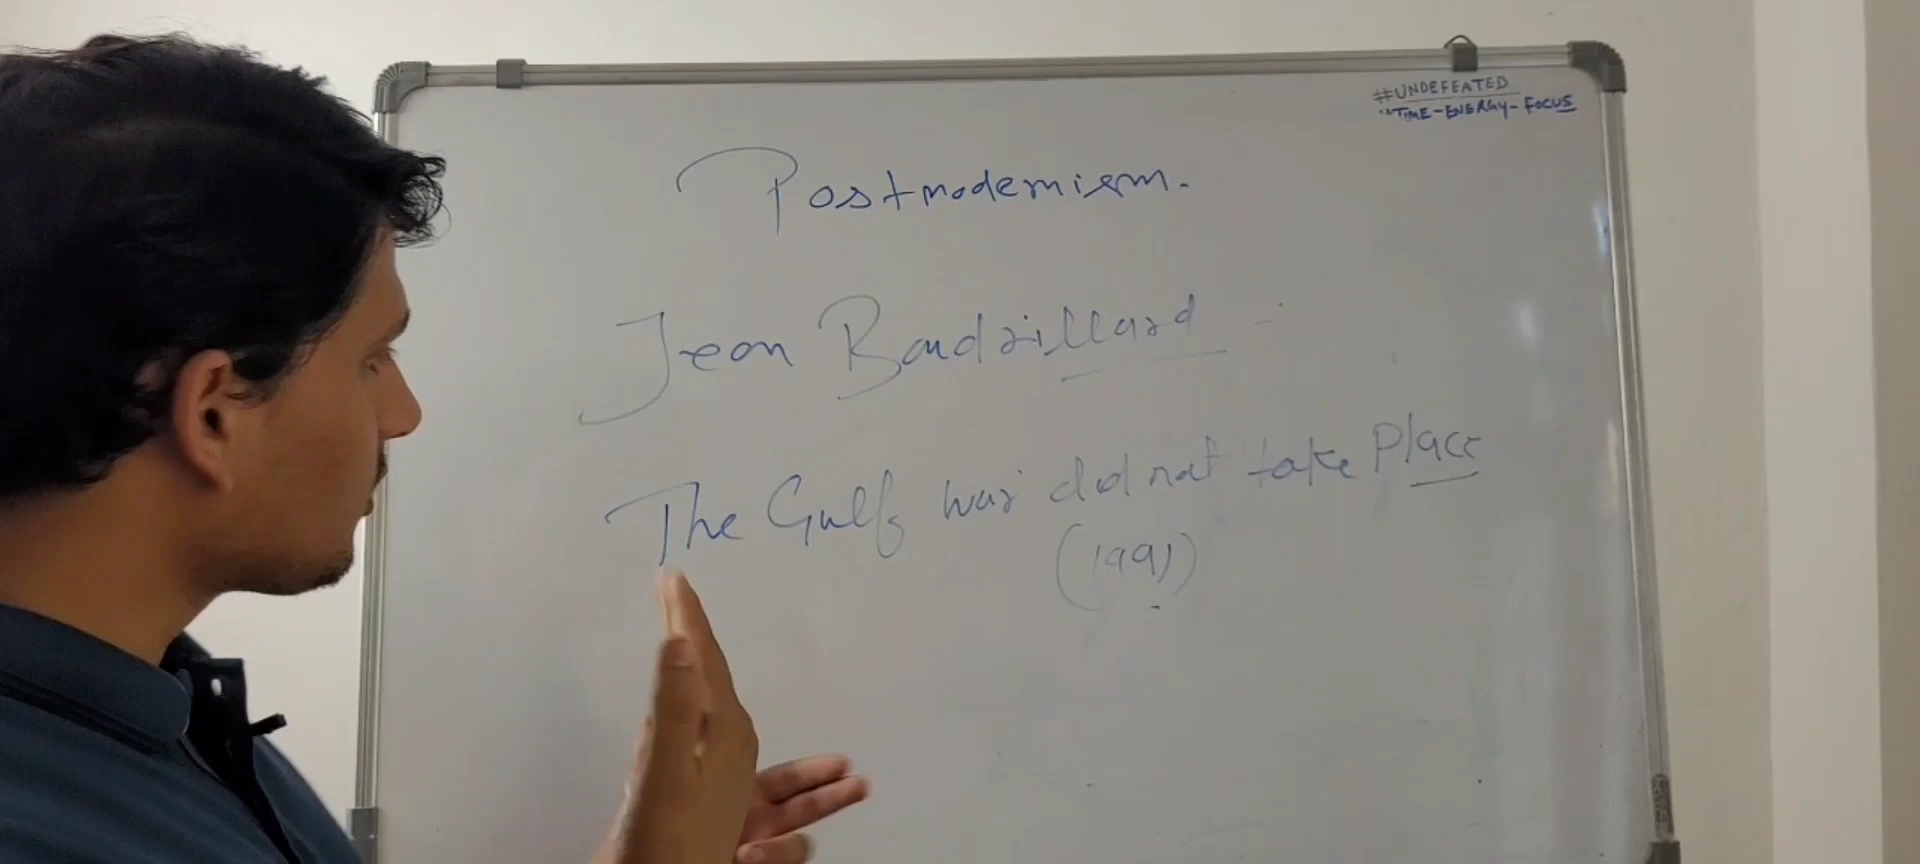 #UNDEFEATED
"TIME-ENERGY-FOCUS
Postmodernism.
Jean Baudrillard
The Gulf war did not take Place
(1991)